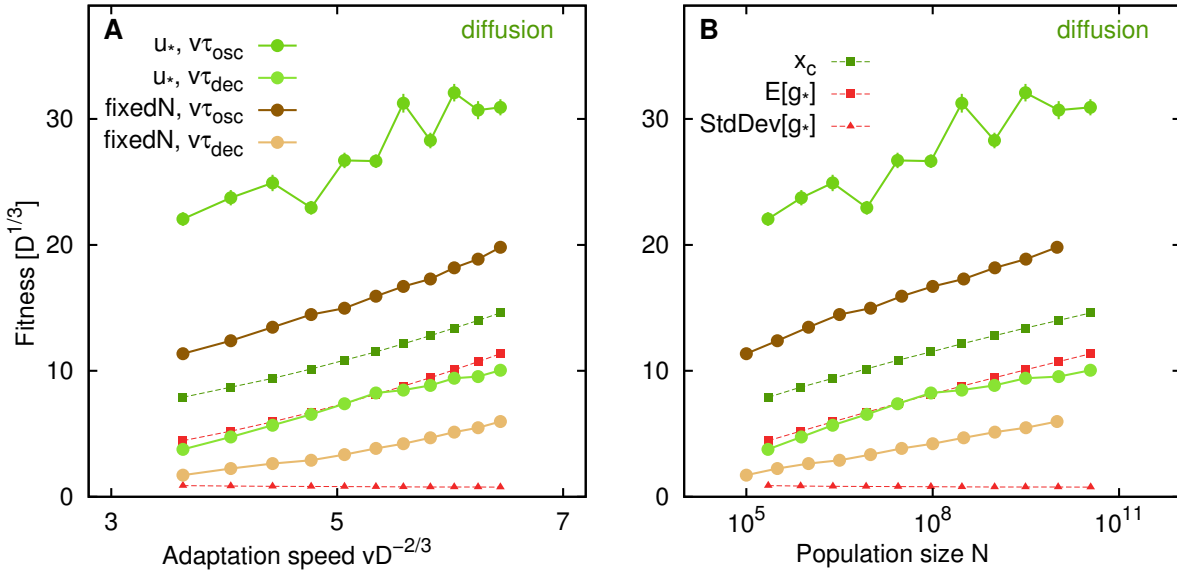 A
diffusion
u*, vτosc
u*, vτdec
fixedN, vτosc
fixedN, vτdec
30
20
10
0
3
5
7
Fitness [D^1/3]
Adaptation speed vD^−2/3
B
diffusion
xc
E[g*]
StdDev[g*]
30
20
10
0
10^5
10^8
10^11
Population size N